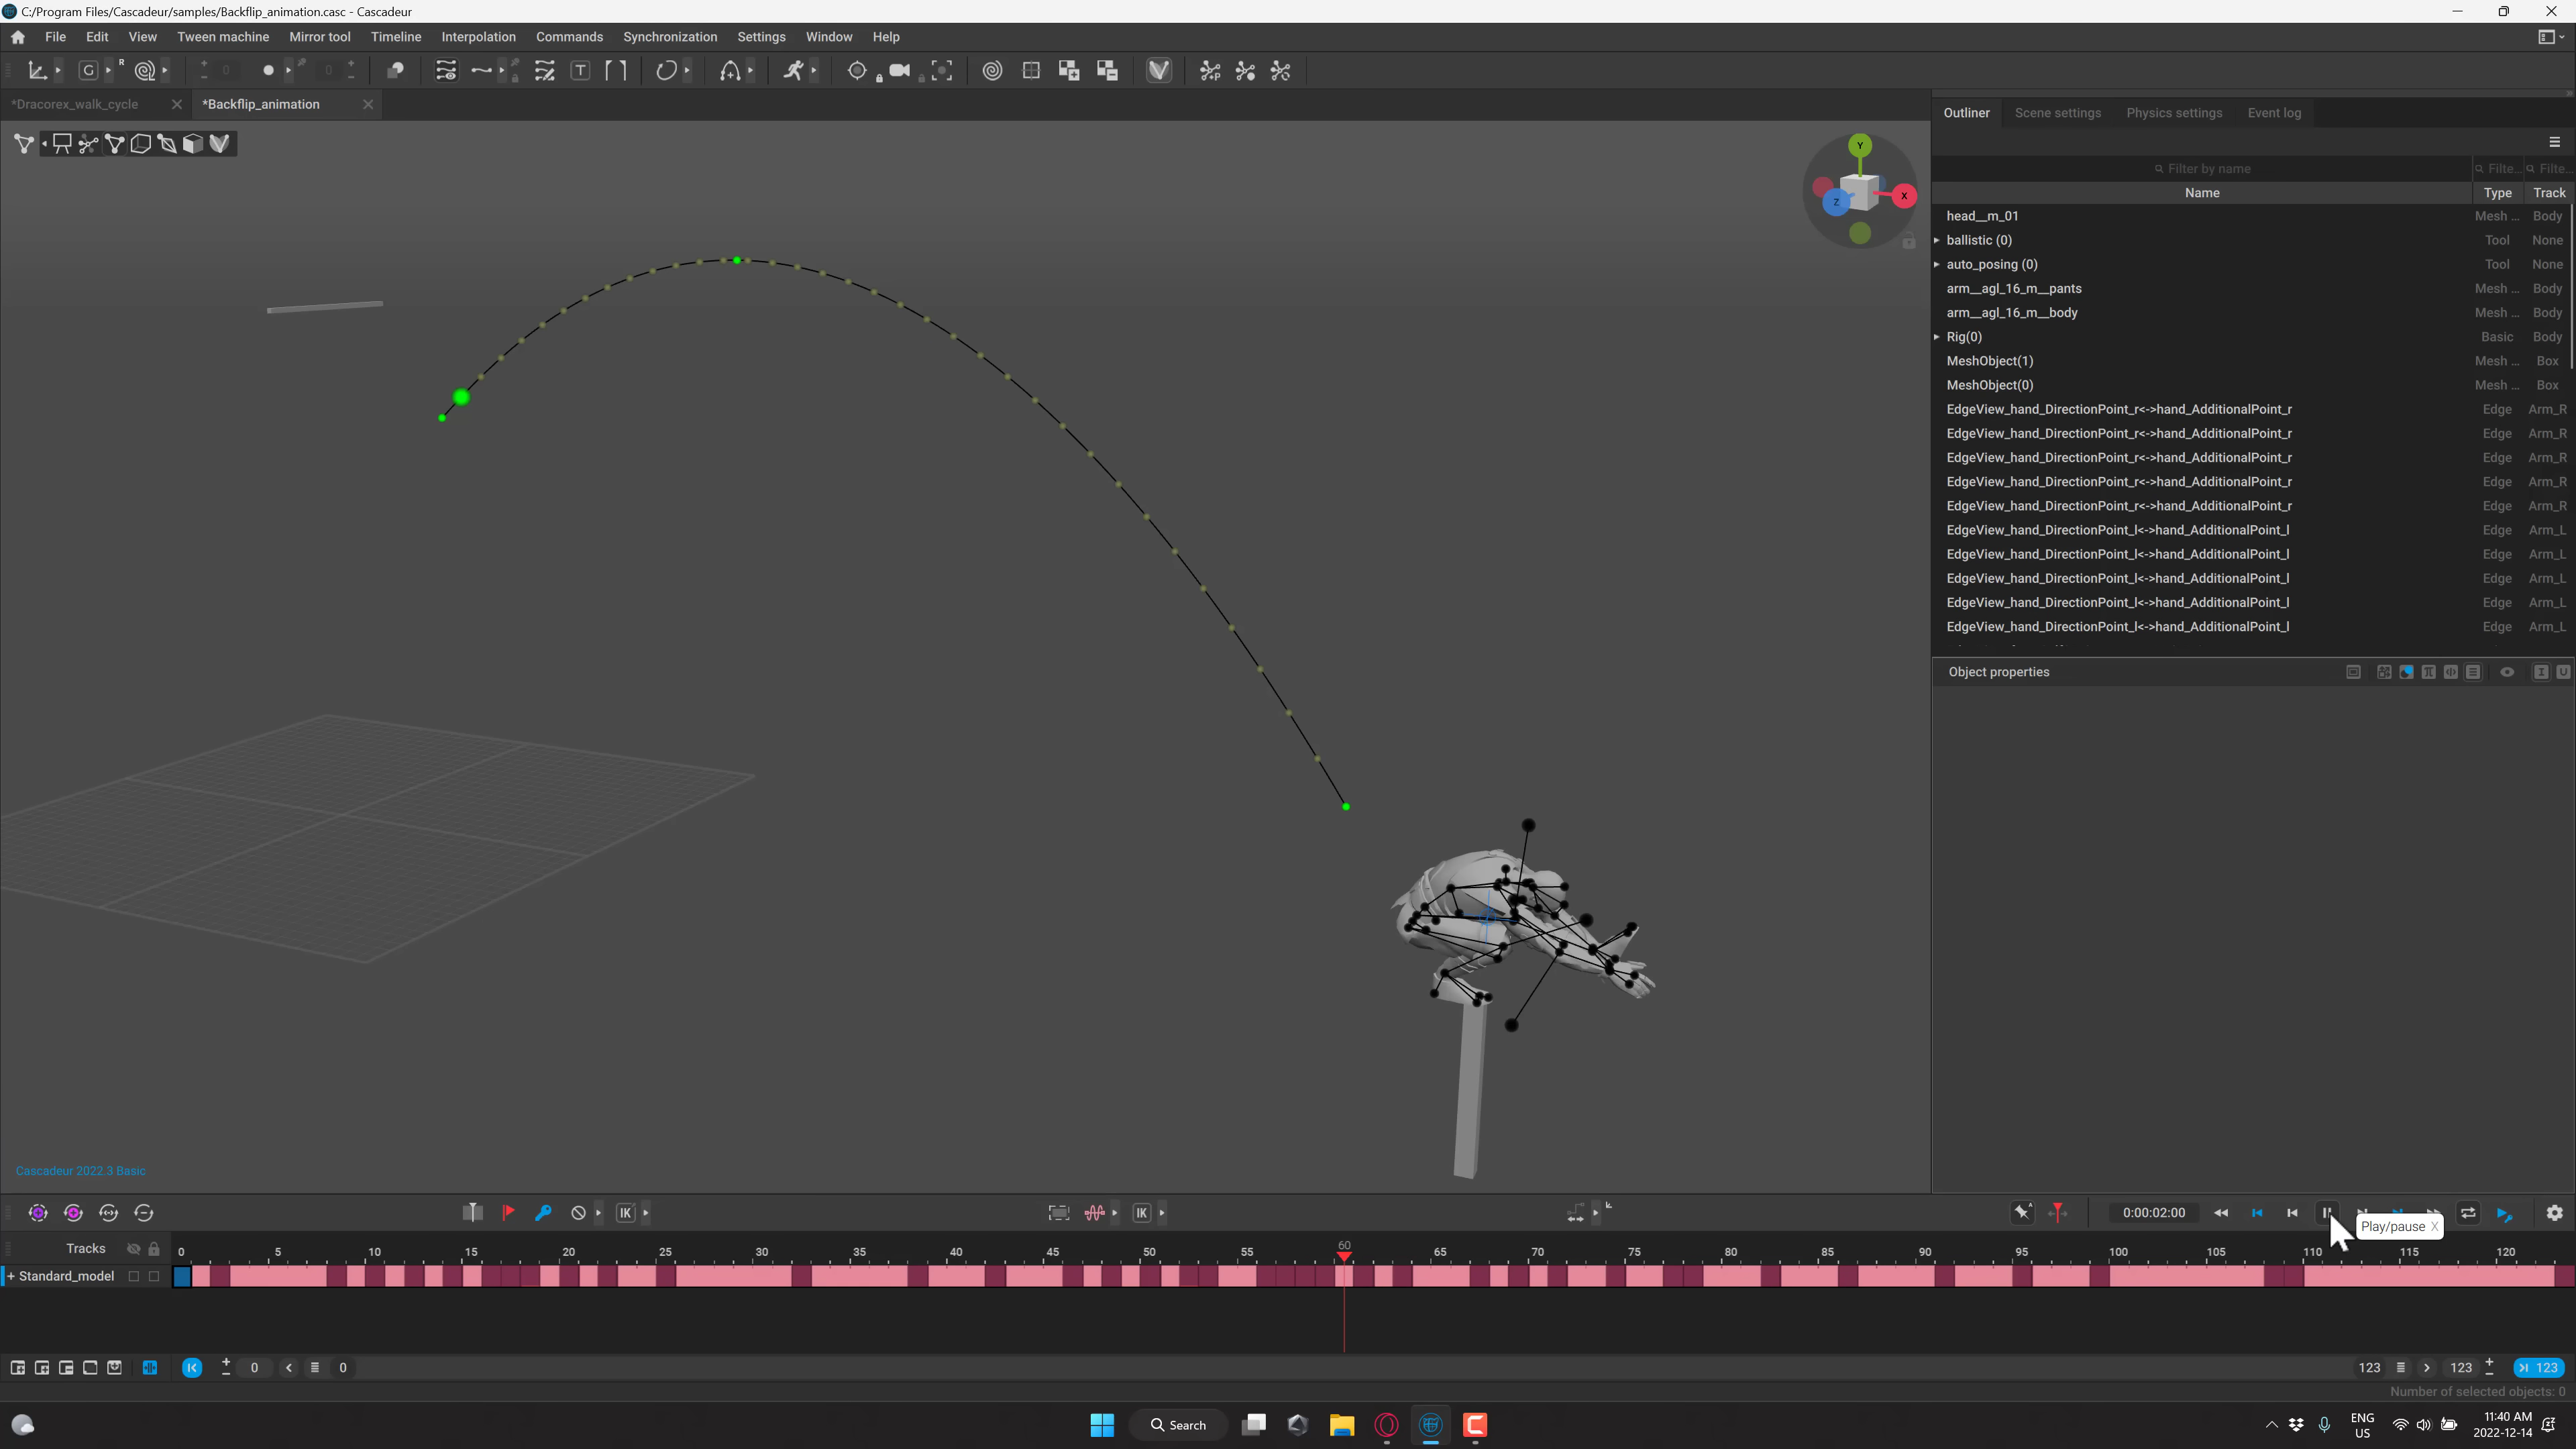 C:/Program Files/Cascadeur/samples/Backflip_animation.casc - Cascadeur
File Edit View Tween machine Mirror tool Timeline Interpolation Commands Synchronization Settings Window Help
G R 0 0 T
*Dracorex_walk_cycle *Backflip_animation
Outliner Scene settings Physics settings Event log
Filter by name Filte... Filte...
Name Type Track
head__m_01 Mesh ... Body
ballistic (0) Tool None
auto_posing (0) Tool None
arm__agl_16_m__pants Mesh ... Body
arm__agl_16_m__body Mesh ... Body
Rig(0) Basic Body
MeshObject(1) Mesh ... Box
MeshObject(0) Mesh ... Box
EdgeView_hand_DirectionPoint_r<->hand_AdditionalPoint_r Edge Arm_R
EdgeView_hand_DirectionPoint_r<->hand_AdditionalPoint_r Edge Arm_R
EdgeView_hand_DirectionPoint_r<->hand_AdditionalPoint_r Edge Arm_R
EdgeView_hand_DirectionPoint_r<->hand_AdditionalPoint_r Edge Arm_R
EdgeView_hand_DirectionPoint_r<->hand_AdditionalPoint_r Edge Arm_R
EdgeView_hand_DirectionPoint_l<->hand_AdditionalPoint_l Edge Arm_L
EdgeView_hand_DirectionPoint_l<->hand_AdditionalPoint_l Edge Arm_L
EdgeView_hand_DirectionPoint_l<->hand_AdditionalPoint_l Edge Arm_L
EdgeView_hand_DirectionPoint_l<->hand_AdditionalPoint_l Edge Arm_L
EdgeView_hand_DirectionPoint_l<->hand_AdditionalPoint_l Edge Arm_L
Object properties
Y
X
Z
Cascadeur 2022.3 Basic
IK IK 0:00:02:00
Play/pause X
Tracks 0 5 10 15 20 25 30 35 40 45 50 55 60 65 70 75 80 85 90 95 100 105 110 115 120
+ Standard_model
0 0 123 123 123
Number of selected objects: 0
Search
ENG
US
11:40 AM
2022-12-14